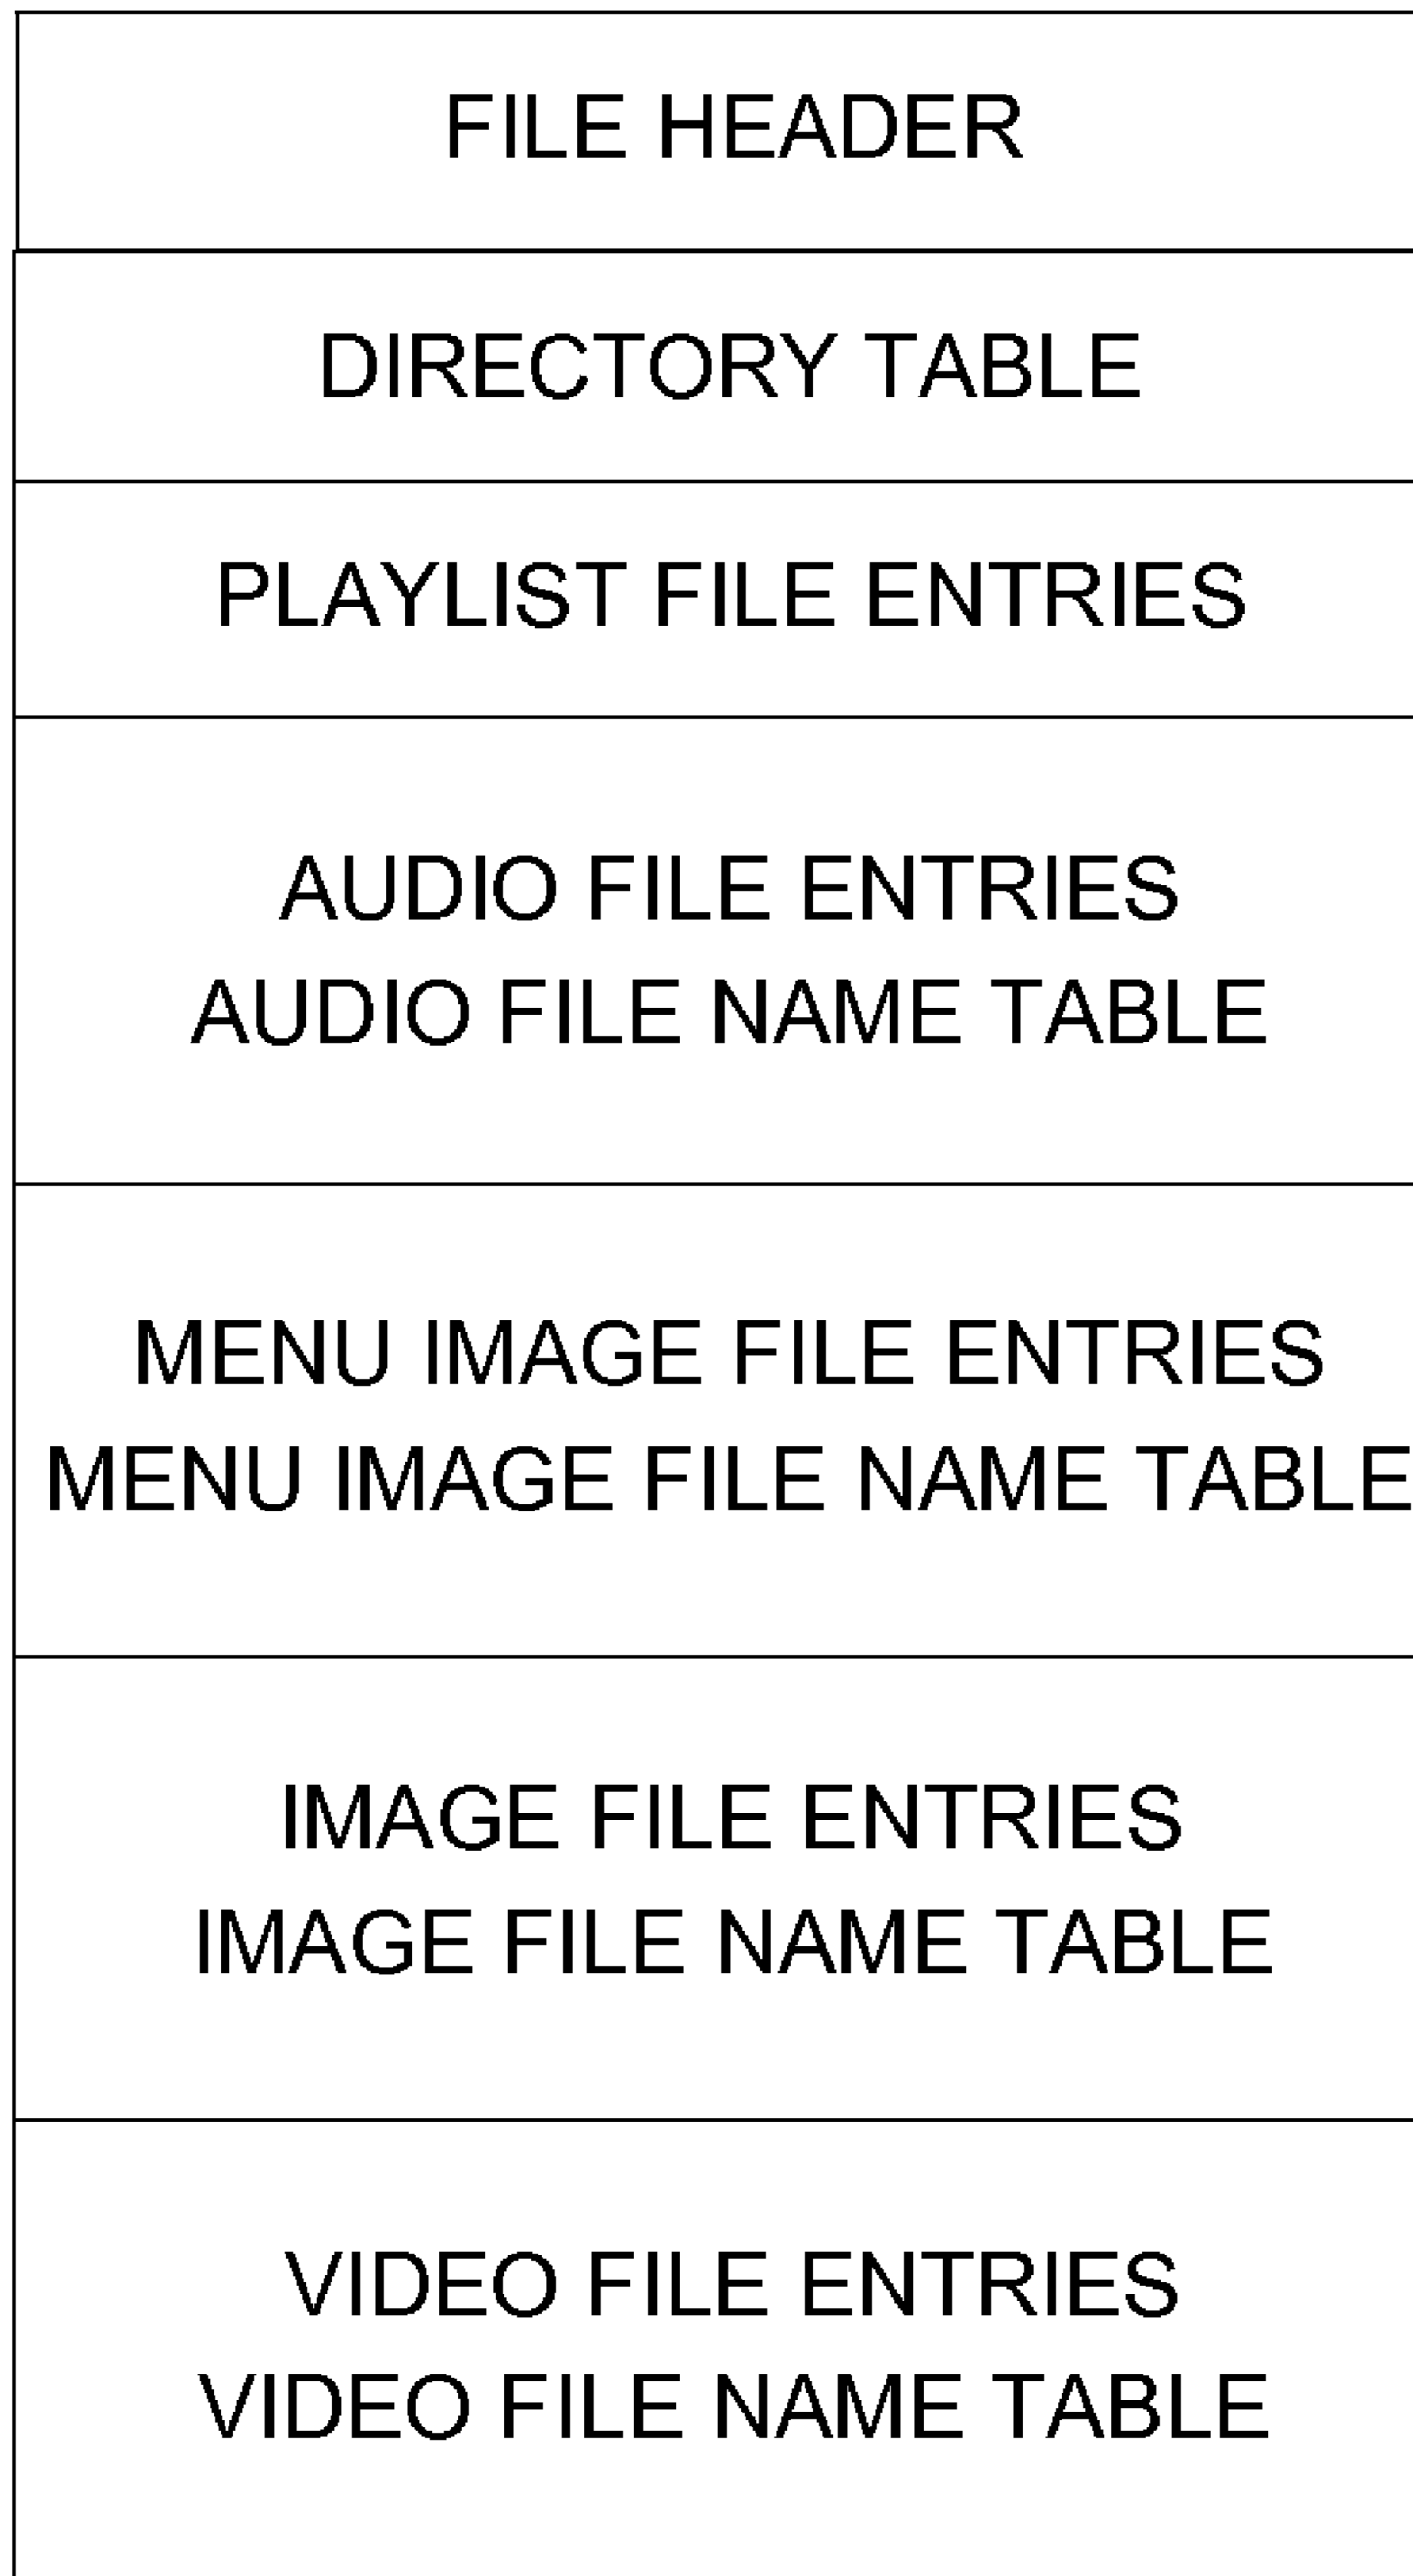 FILE HEADER
DIRECTORY TABLE
PLAYLIST FILE ENTRIES
AUDIO FILE ENTRIES
AUDIO FILE NAME TABLE
MENU IMAGE FILE ENTRIES
MENU IMAGE FILE NAME TABLE
IMAGE FILE ENTRIES
IMAGE FILE NAME TABLE
VIDEO FILE ENTRIES
VIDEO FILE NAME TABLE